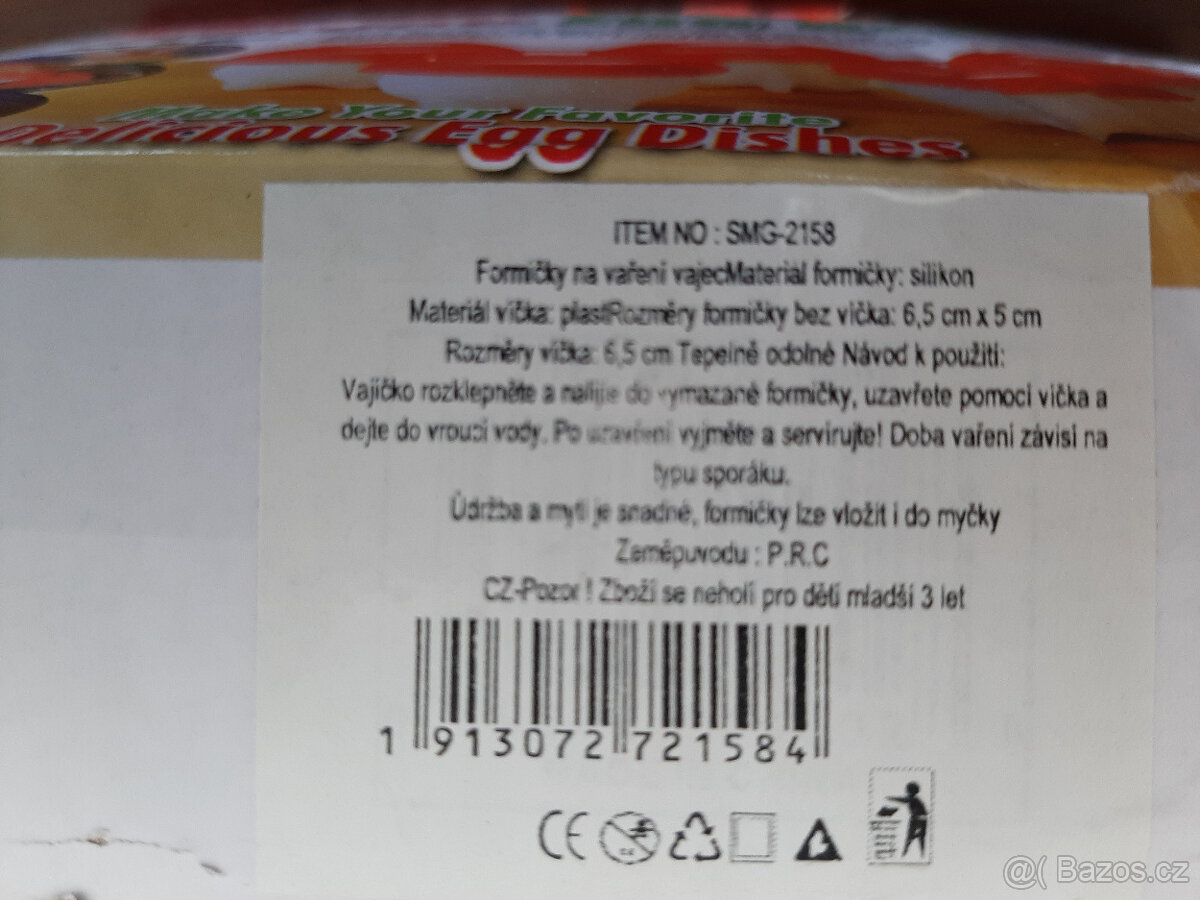 Make Your Favorite
Delicious Egg Dishes
ITEM NO : SMG-2158
Formičky na vaření vajecMateriál formičky: silikon
Materiál víčka: plastRozměry formičky bez víčka: 6,5 cm x 5 cm
Rozměry víčka: 6,5 cm Tepelně odolné Návod k použití:
Vajíčko rozklepněte a nalijte do vymazané formičky, uzavřete pomocí víčka a
dejte do vroucí vody. Po uzavření vyjměte a servírujte! Doba vaření závisí na
typu sporáku.
Údržba a mytí je snadné, formičky lze vložit i do myčky
Zeměpuvodu : P.R.C
CZ-Pozor ! Zboží se neholí pro děti mladší 3 let
1 913072 721584
CE
@( Bazos.cz